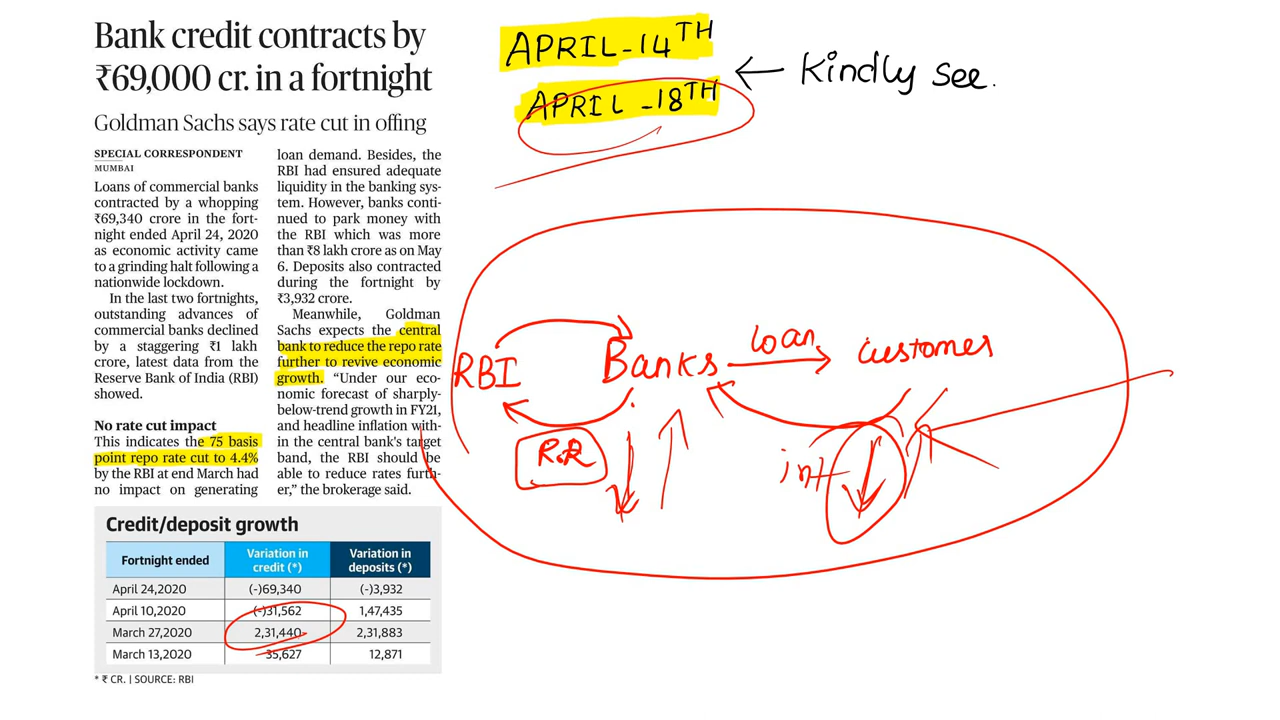 Bank credit contracts by
₹69,000 cr. in a fortnight
Goldman Sachs says rate cut in offing
SPECIAL CORRESPONDENT
MUMBAI
Loans of commercial banks
contracted by a whopping
₹69,340 crore in the fort-
night ended April 24, 2020
as economic activity came
to a grinding halt following a
nationwide lockdown.
In the last two fortnights,
outstanding advances of
commercial banks declined
by a staggering ₹1 lakh
crore, latest data from the
Reserve Bank of India (RBI)
showed.
No rate cut impact
This indicates the 75 basis
point repo rate cut to 4.4%
by the RBI at end March had
no impact on generating
loan demand. Besides, the
RBI had ensured adequate
liquidity in the banking sys-
tem. However, banks conti-
nued to park money with
the RBI which was more
than ₹8 lakh crore as on May
6. Deposits also contracted
during the fortnight by
₹3,932 crore.
Meanwhile, Goldman
Sachs expects the central
bank to reduce the repo rate
further to revive economic
growth. “Under our eco-
nomic forecast of sharply-
below-trend growth in FY21,
and headline inflation with-
in the central bank's target
band, the RBI should be
able to reduce rates furth-
er,” the brokerage said.
Credit/deposit growth
Fortnight ended Variation in credit (*) Variation in deposits (*)
April 24,2020 (-)69,340 (-)3,932
April 10,2020 (-)31,562 1,47,435
March 27,2020 2,31,440 2,31,883
March 13,2020 35,627 12,871
* ₹ CR. | SOURCE: RBI
APRIL-14TH
APRIL-18TH
Kindly see.
RBI Banks loan customer
R.R int